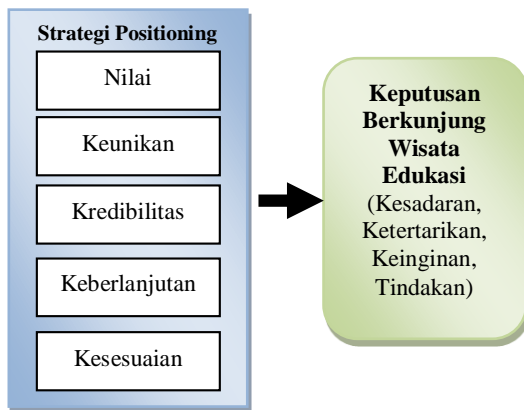 Strategi Positioning
Nilai
Keunikan
Kredibilitas
Keberlanjutan
Kesesuaian
Keputusan
Berkunjung
Wisata
Edukasi
(Kesadaran,
Ketertarikan,
Keinginan,
Tindakan)